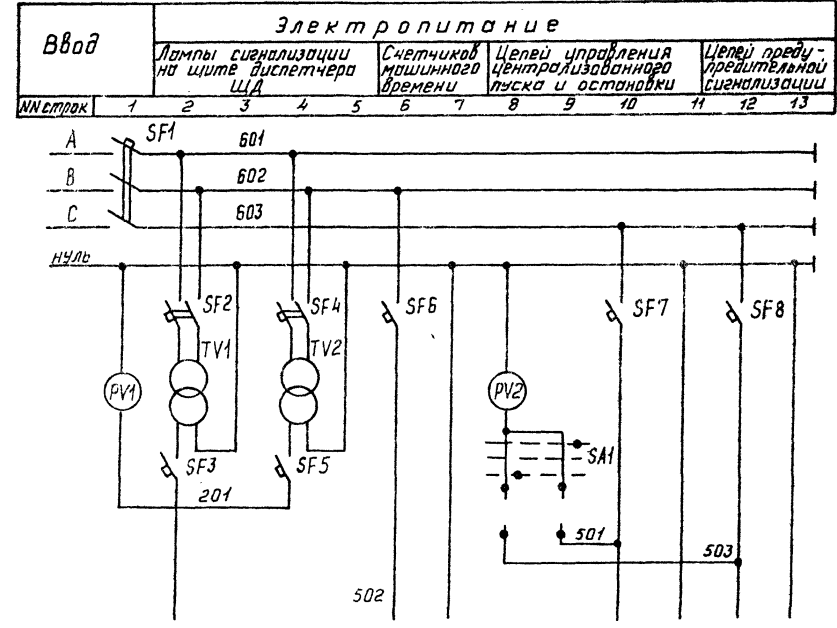 Ввод
Электропитание
Лампы сигнализации
на щите диспетчера
ЩД
Счетчиков
машинного
времени
Цепей управления
централизованного
пуска и остановки
Цепей преду-
предительной
сигнализации
NN строк 1 2 3 4 5 6 7 8 9 10 11 12 13
A SF1 601
B 602
C 603
нуль
SF2 SF4 SF6 SF7 SF8
TV1 TV2
PV1 PV2
SF3 SF5 SA1
201
501
503
502